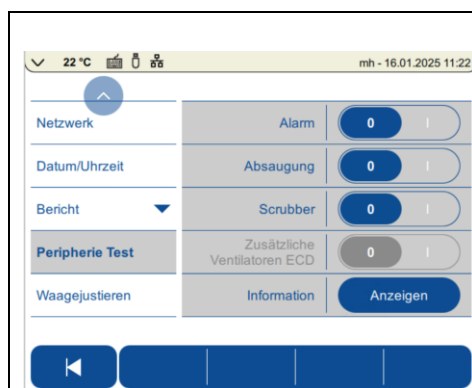 22 °C
mh - 16.01.2025 11:22
Netzwerk
Alarm
0 I
Datum/Uhrzeit
Absaugung
0 I
Bericht
Scrubber
0 I
Peripherie Test
Zusätzliche
Ventilatoren ECD
0 I
Waagejustieren
Information
Anzeigen